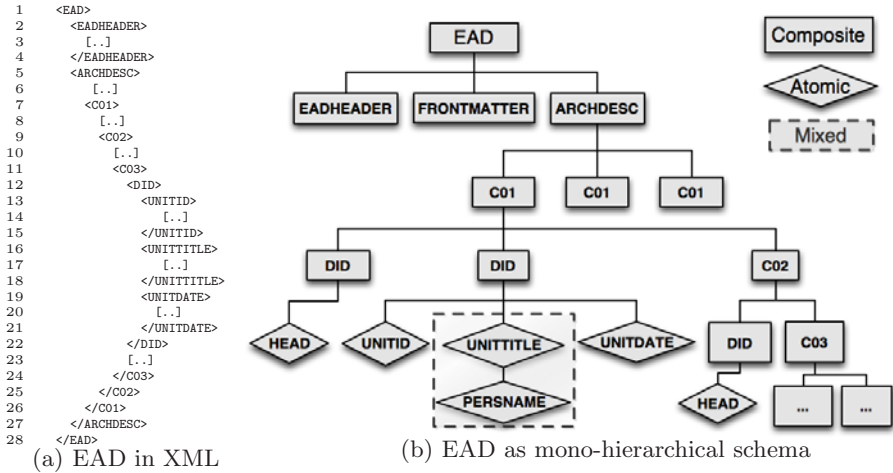 1 <EAD>
2 <EADHEADER>
3 [..]
4 </EADHEADER>
5 <ARCHDESC>
6 [..]
7 <C01>
8 [..]
9 <C02>
10 [..]
11 <C03>
12 <DID>
13 <UNITID>
14 [..]
15 </UNITID>
16 <UNITTITLE>
17 [..]
18 </UNITTITLE>
19 <UNITDATE>
20 [..]
21 </UNITDATE>
22 </DID>
23 [..]
24 </C03>
25 </C02>
26 </C01>
27 </ARCHDESC>
28 </EAD>
(a) EAD in XML
EAD
EADHEADER FRONTMATTER ARCHDESC
C01 C01 C01
DID DID C02
HEAD UNITID UNITTITLE UNITDATE DID C03
PERSNAME HEAD ... ...
Composite
Atomic
Mixed
(b) EAD as mono-hierarchical schema